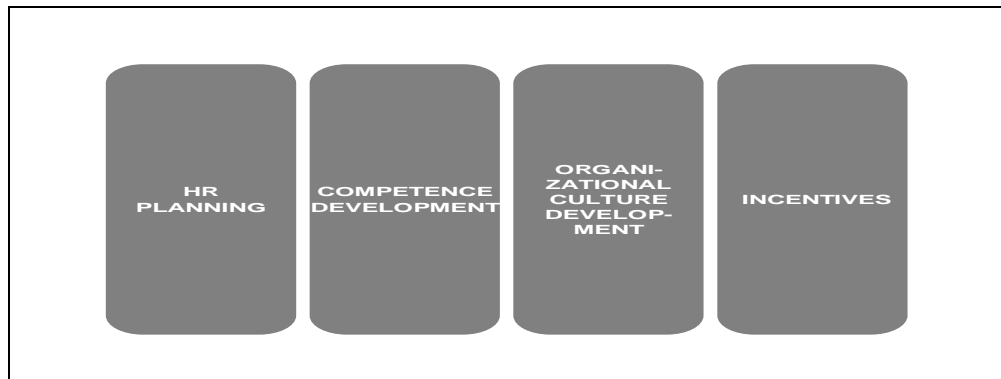 HR
PLANNING
COMPETENCE
DEVELOPMENT
ORGANI-
ZATIONAL
CULTURE
DEVELOP-
MENT
INCENTIVES